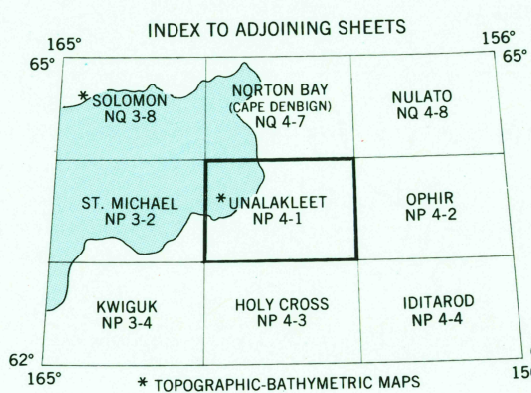 INDEX TO ADJOINING SHEETS
165°
156°
65°
65°
* SOLOMON
NQ 3-8
NORTON BAY
(CAPE DENBIGN)
NQ 4-7
NULATO
NQ 4-8
ST. MICHAEL
NP 3-2
* UNALAKLEET
NP 4-1
OPHIR
NP 4-2
KWIGUK
NP 3-4
HOLY CROSS
NP 4-3
IDITAROD
NP 4-4
62°
165°
* TOPOGRAPHIC-BATHYMETRIC MAPS